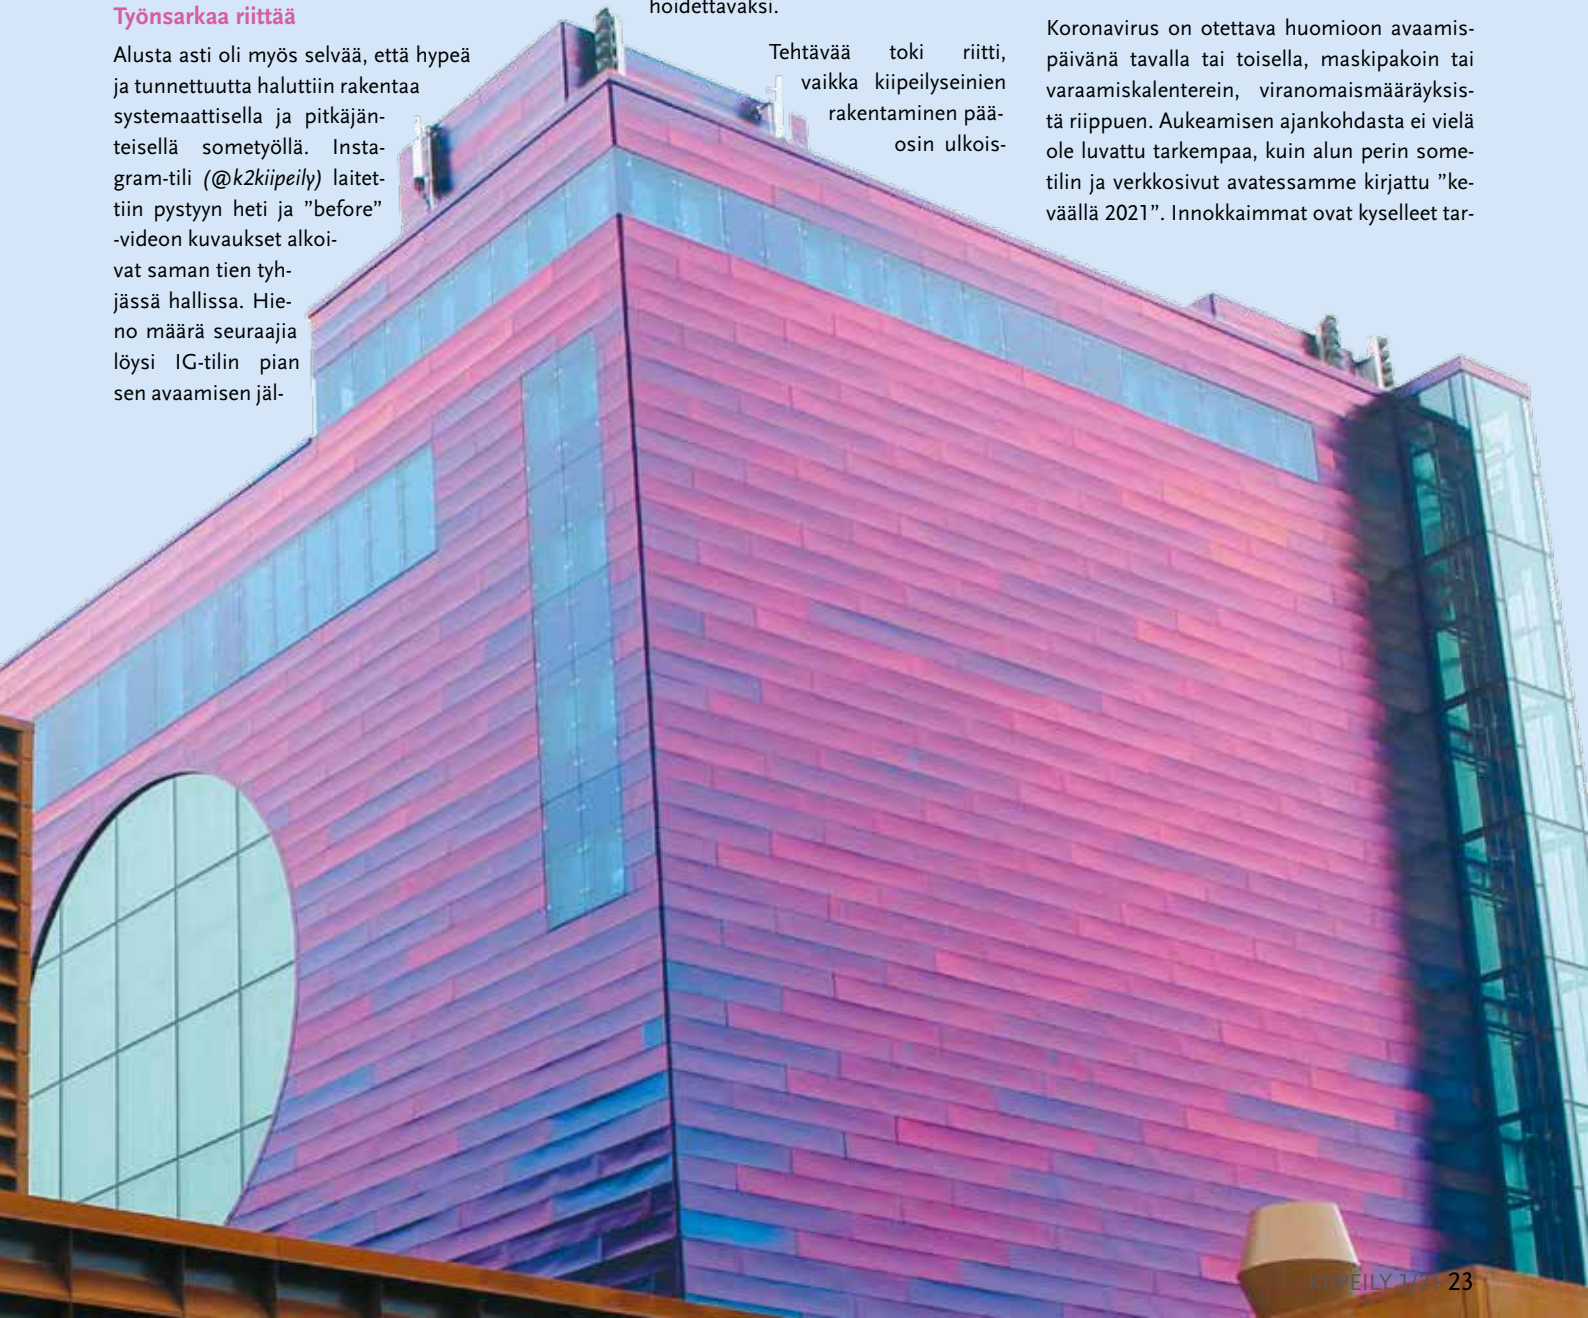 Työnsarkaa riittää
Alusta asti oli myös selvää, että hypeä
ja tunnettuutta haluttiin rakentaa
systemaattisella ja pitkäjän-
teisellä sometyöllä. Insta-
gram-tili (@k2kiipeily) laitet-
tiin pystyyn heti ja ”before”
-videon kuvaukset alkoi-
vat saman tien tyh-
jässä hallissa. Hie-
no määrä seuraajia
löysi IG-tilin pian
sen avaamisen jäl-
hoidettavaksi.
Tehtävää toki riitti,
vaikka kiipeilyseinien
rakentaminen pää-
osin ulkois-
Koronavirus on otettava huomioon avaamis-
päivänä tavalla tai toisella, maskipakoin tai
varaamiskalenterein, viranomaismääräyksis-
tä riippuen. Aukeamisen ajankohdasta ei vielä
ole luvattu tarkempaa, kuin alun perin some-
tilin ja verkkosivut avatessamme kirjattu ”ke-
väällä 2021”. Innokkaimmat ovat kyselleet tar-
KIIPEILY 1/21 23